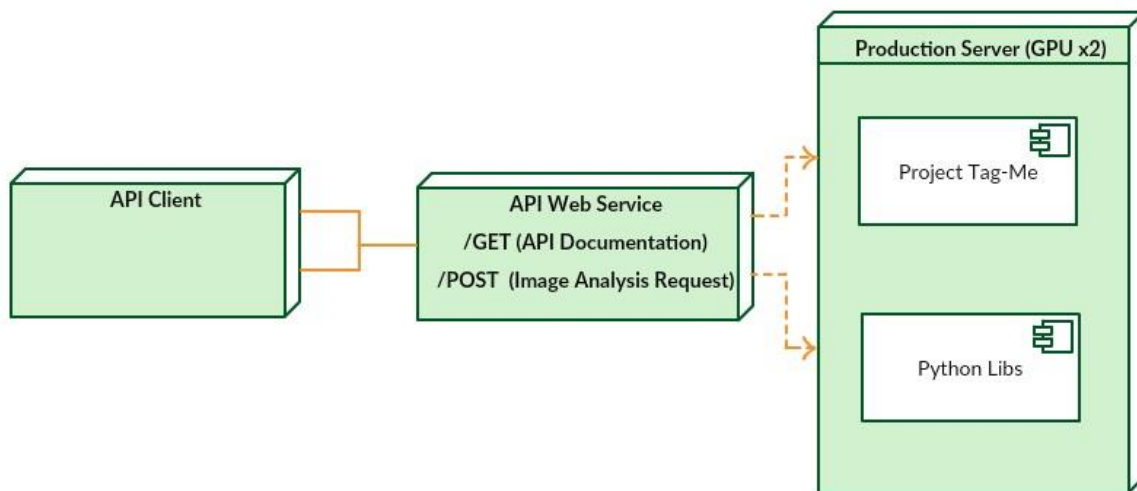 API Client
API Web Service
/GET (API Documentation)
/POST (Image Analysis Request)
Production Server (GPU x2)
Project Tag-Me
Python Libs